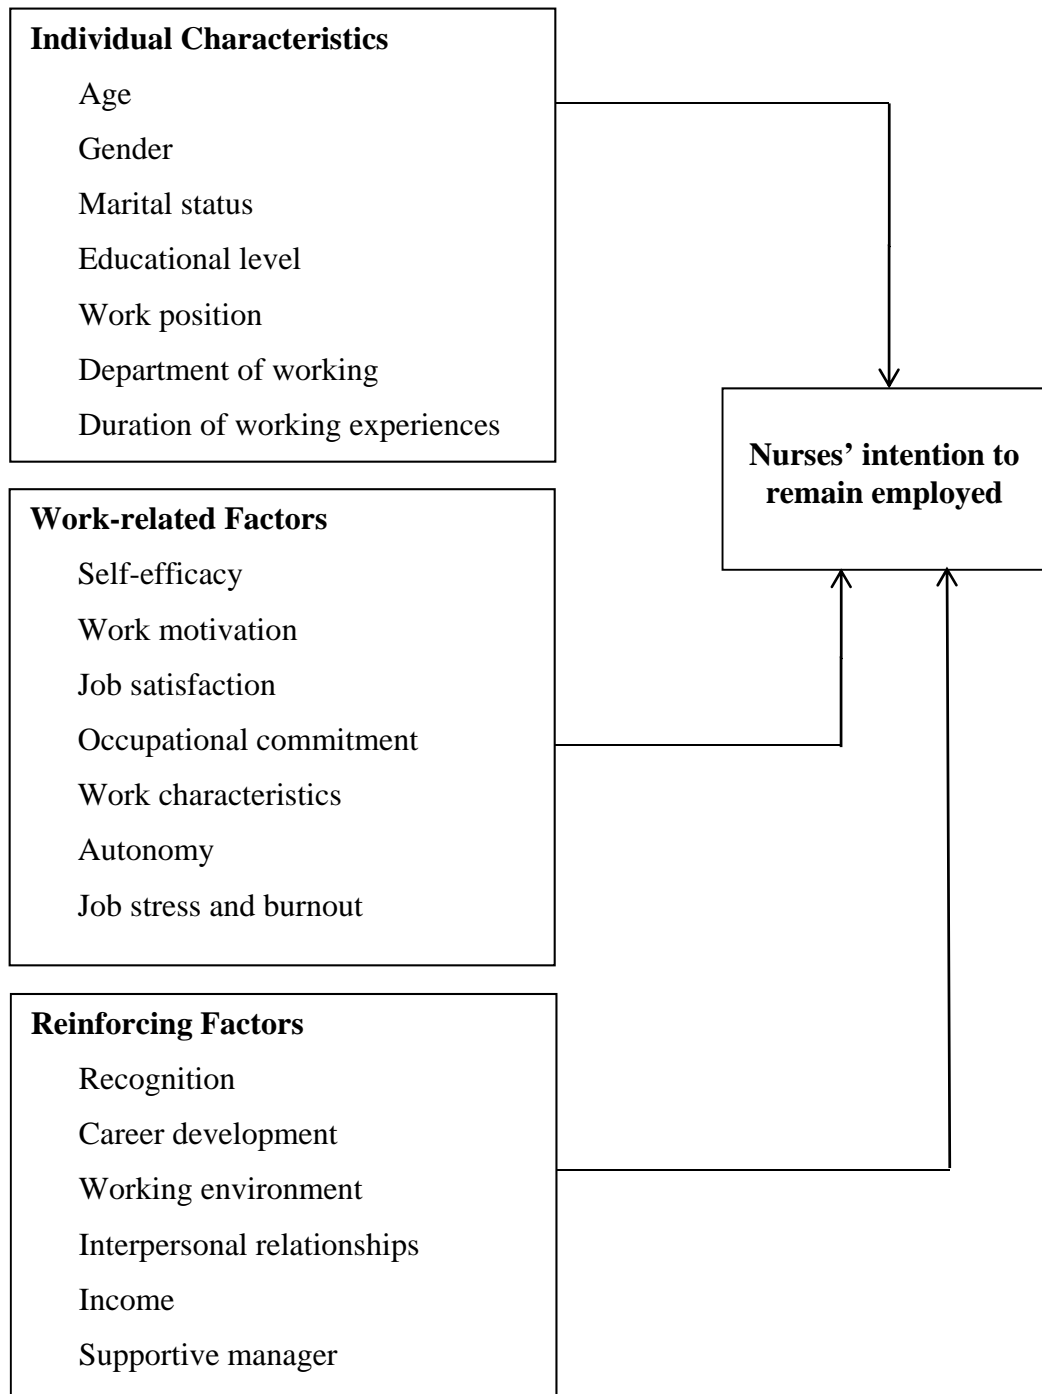 Individual Characteristics
Age
Gender
Marital status
Educational level
Work position
Department of working
Duration of working experiences
Nurses’ intention to
remain employed
Work-related Factors
Self-efficacy
Work motivation
Job satisfaction
Occupational commitment
Work characteristics
Autonomy
Job stress and burnout
Reinforcing Factors
Recognition
Career development
Working environment
Interpersonal relationships
Income
Supportive manager